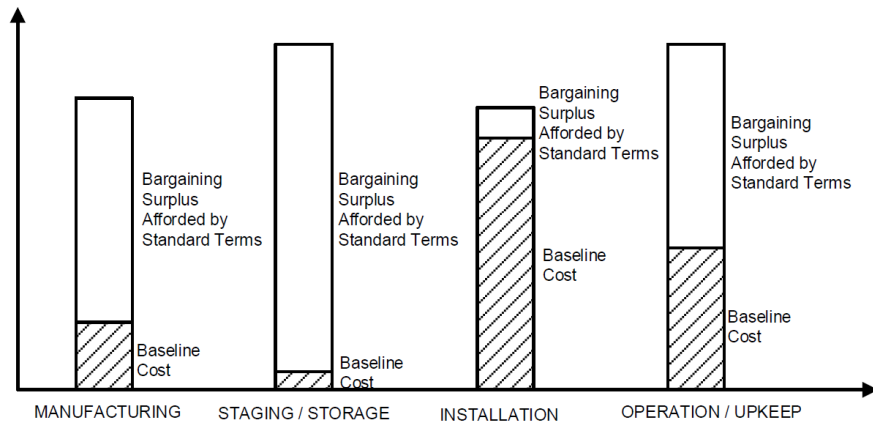 Bargaining
Surplus
Afforded by
Standard Terms
Baseline
Cost
Bargaining
Surplus
Afforded by
Standard Terms
Baseline
Cost
Bargaining
Surplus
Afforded by
Standard Terms
Baseline
Cost
Bargaining
Surplus
Afforded by
Standard Terms
Baseline
Cost
MANUFACTURING
STAGING / STORAGE
INSTALLATION
OPERATION / UPKEEP